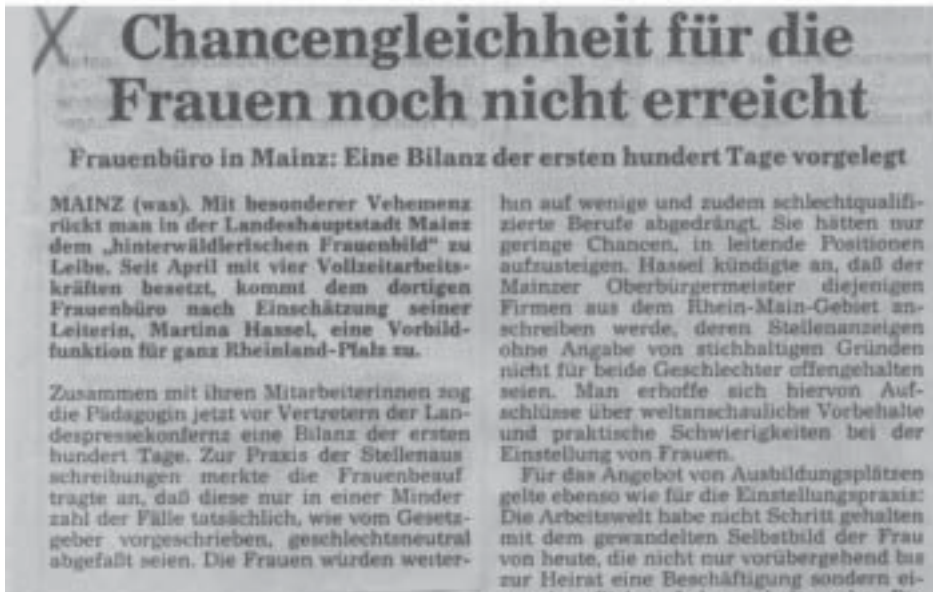 Chancengleichheit für die
Frauen noch nicht erreicht
Frauenbüro in Mainz: Eine Bilanz der ersten hundert Tage vorgelegt
MAINZ (was). Mit besonderer Vehemenz
rückt man in der Landeshauptstadt Mainz
dem „hinterwäldlerischen Frauenbild" zu
Leibe. Seit April mit vier Vollzeitarbeits-
kräften besetzt, kommt dem dortigen
Frauenbüro nach Einschätzung seiner
Leiterin, Martina Hassel, eine Vorbild-
funktion für ganz Rheinland-Pfalz zu.
Zusammen mit ihren Mitarbeiterinnen zog
die Pädagogin jetzt vor Vertretern der Lan-
despressekonfernz eine Bilanz der ersten
hundert Tage. Zur Praxis der Stellenaus
schreibungen merkte die Frauenbeauf
tragte an, daß diese nur in einer Minder
zahl der Fälle tatsächlich, wie vom Gesetz-
geber vorgeschrieben, geschlechtsneutral
abgefaßt seien. Die Frauen würden weiter-
hin auf wenige und zudem schlechtqualifi-
zierte Berufe abgedrängt. Sie hätten nur
geringe Chancen, in leitende Positionen
aufzusteigen. Hassel kündigte an, daß der
Mainzer Oberbürgermeister diejenigen
Firmen aus dem Rhein-Main-Gebiet an-
schreiben werde, deren Stellenanzeigen
ohne Angabe von stichhaltigen Gründen
nicht für beide Geschlechter offengehalten
seien. Man erhoffe sich hiervon Auf-
schlüsse über weltanschauliche Vorbehalte
und praktische Schwierigkeiten bei der
Einstellung von Frauen.
Für das Angebot von Ausbildungsplätzen
gelte ebenso wie für die Einstellungspraxis:
Die Arbeitswelt habe nicht Schritt gehalten
mit dem gewandelten Selbstbild der Frau
von heute, die nicht nur vorübergehend bis
zur Heirat eine Beschäftigung sondern ei-